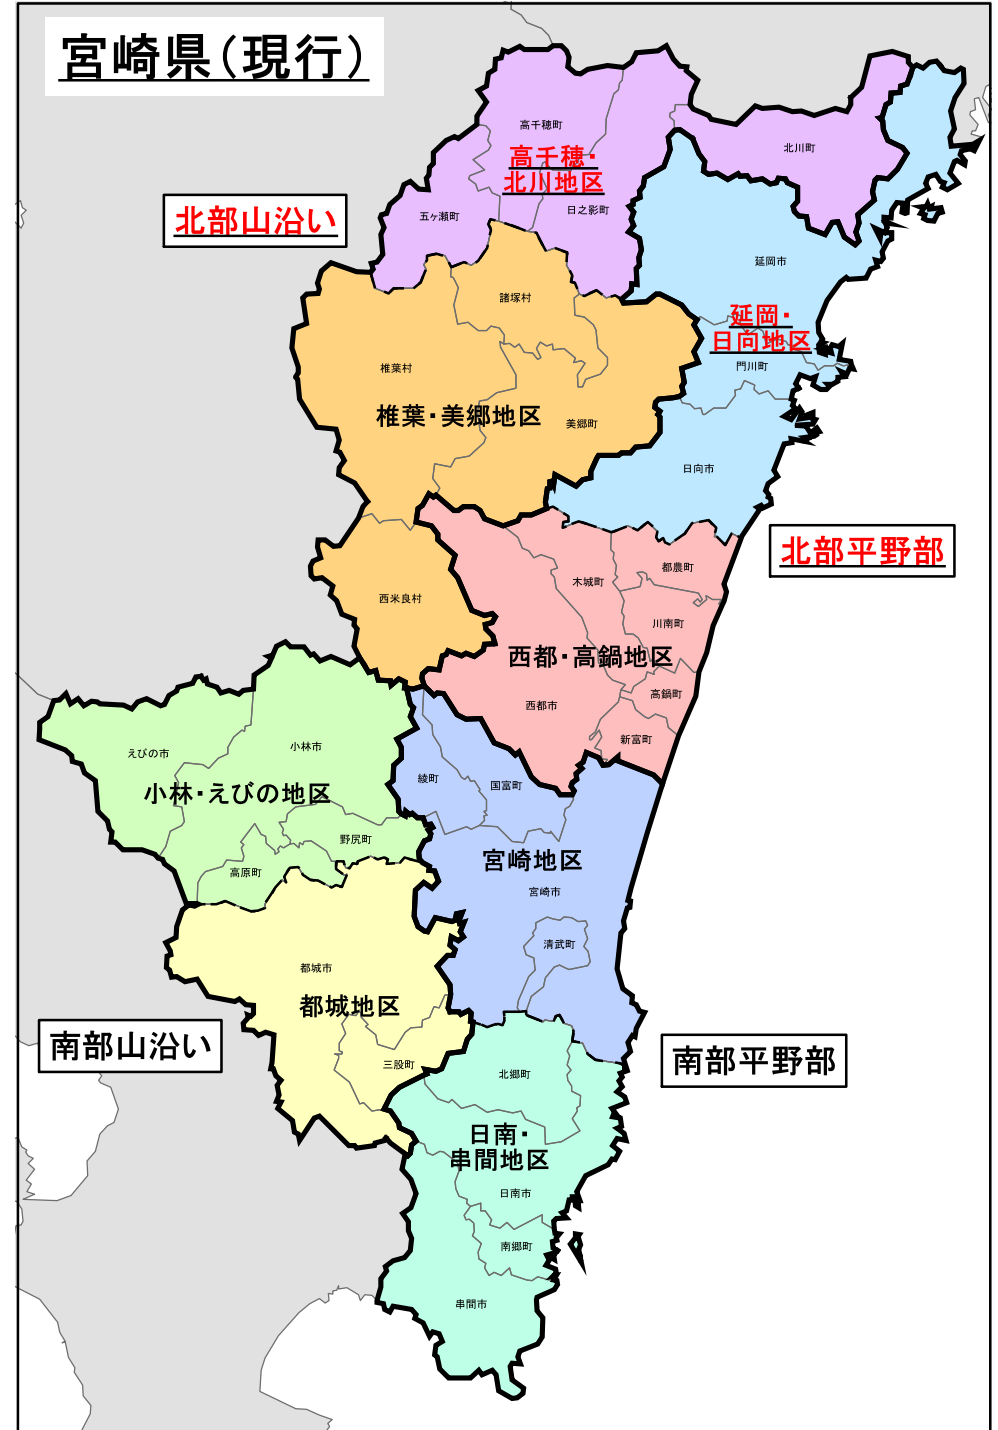 宮崎県（現行）
高千穂町
北川町
高千穂・
北川地区
北部山沿い
五ヶ瀬町
日之影町
延岡市
諸塚村
延岡・
日向地区
椎葉村
門川町
椎葉・美郷地区
美郷町
日向市
北部平野部
都農町
木城町
西米良村
川南町
西都・高鍋地区
高鍋町
西都市
新富町
小林市
えびの市
綾町
国富町
小林・えびの地区
野尻町
宮崎地区
高原町
宮崎市
清武町
都城市
都城地区
南部山沿い
南部平野部
三股町
北郷町
日南・
串間地区
日南市
南郷町
串間市